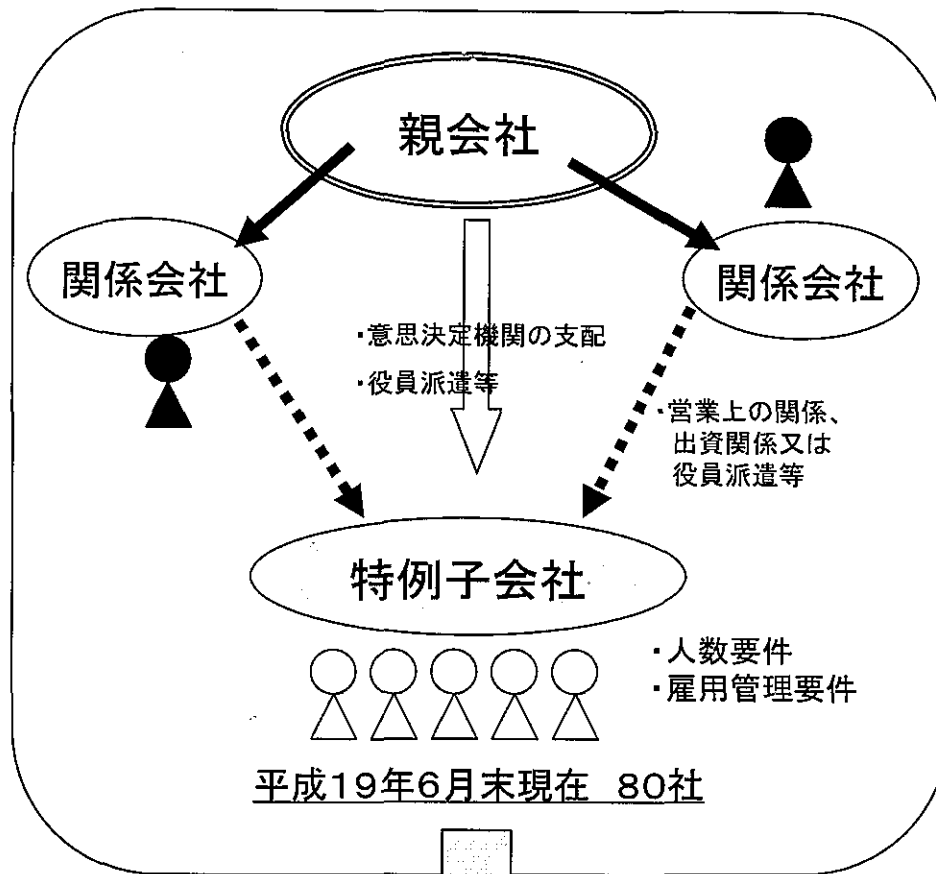 親会社
関係会社
関係会社
・意思決定機関の支配
・役員派遣等
・営業上の関係、
出資関係又は
役員派遣等
特例子会社
・人数要件
・雇用管理要件
平成19年6月末現在 80社